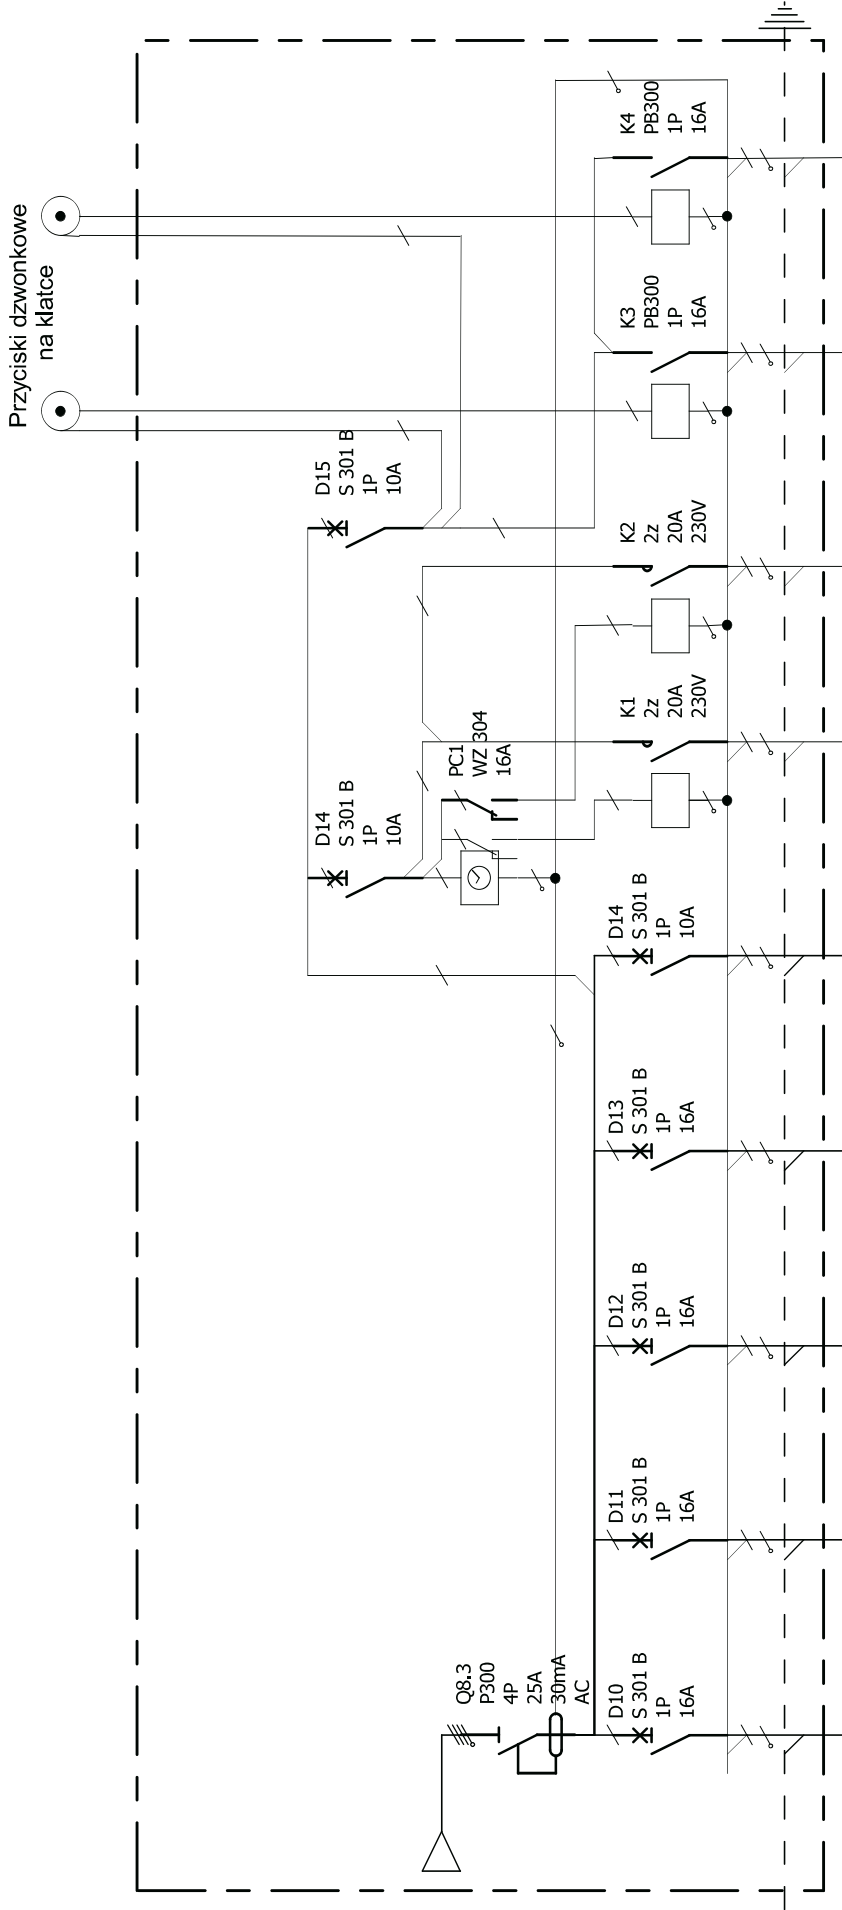 Przyciski dzwonkowe
na klatce
Q8.3
P300
4P
25A
30mA
AC
D10
S 301 B
1P
16A
D11
S 301 B
1P
16A
D12
S 301 B
1P
16A
D13
S 301 B
1P
16A
D14
S 301 B
1P
10A
D14
S 301 B
1P
10A
PC1
WZ 304
16A
D15
S 301 B
1P
10A
K1
2z
20A
230V
K2
2z
20A
230V
K3
PB300
1P
16A
K4
PB300
1P
16A